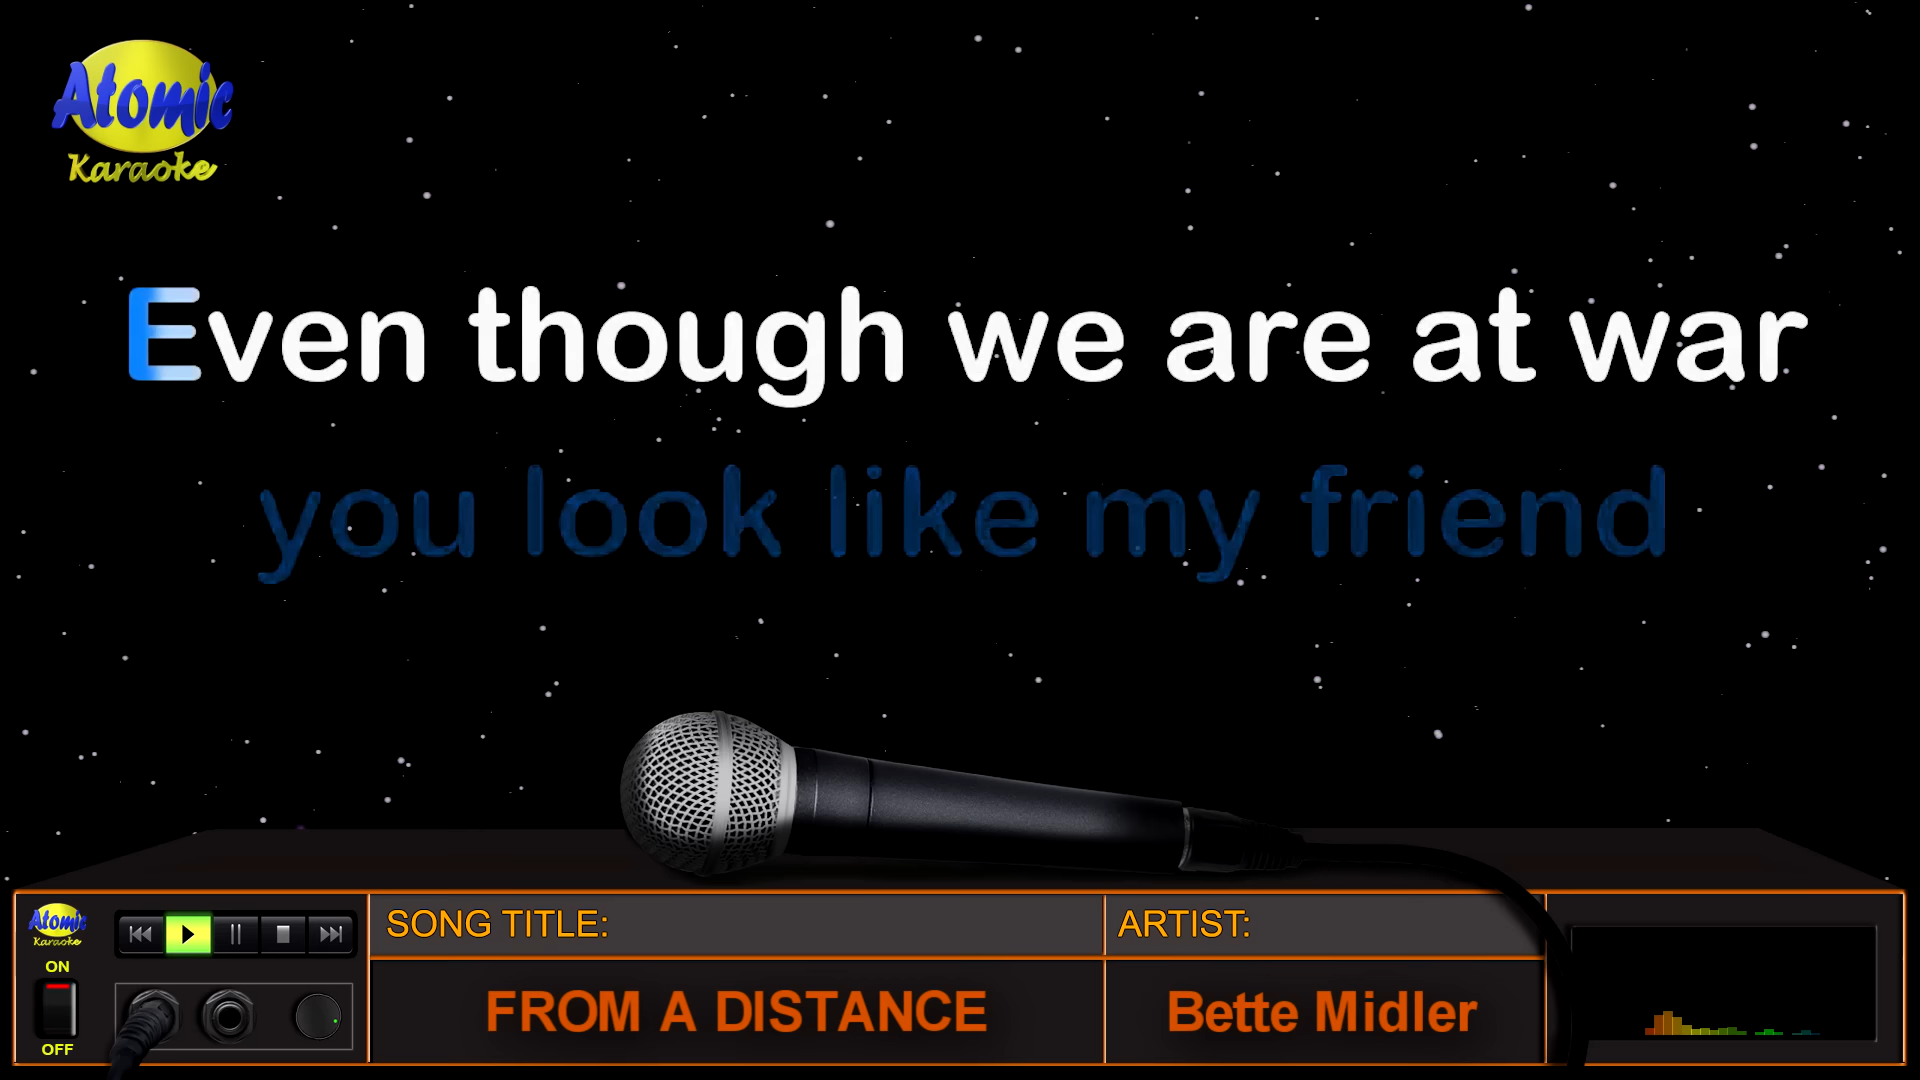 Atomic
Karaoke
Even though we are at war
you look like my friend
Atomic
Karaoke
ON
OFF
SONG TITLE:
FROM A DISTANCE
ARTIST:
Bette Midler